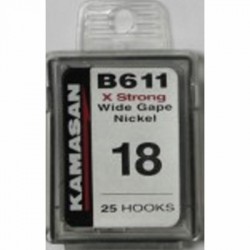 KAMASAN
B611
X Strong
Wide Gape
Nickel
18
25 HOOKS